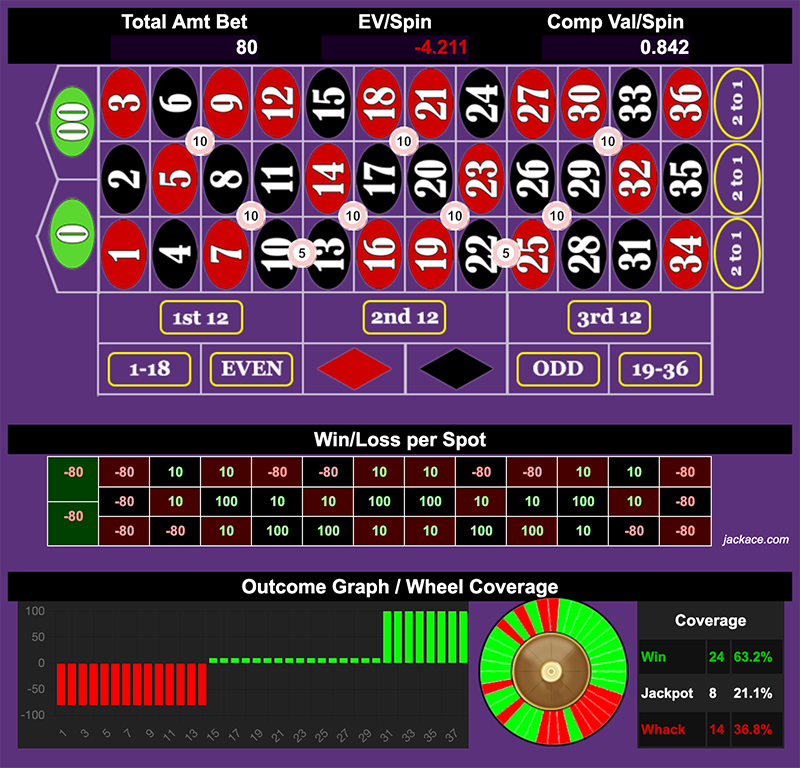 Total Amt Bet EV/Spin Comp Val/Spin
80 -4.211 0.842
00 3 6 9 12 15 18 21 24 27 30 33 36 2 to 1
10 10 10
2 5 8 11 14 17 20 23 26 29 32 35 2 to 1
10 10 10 10
0 1 4 7 10 13 16 19 22 25 28 31 34 2 to 1
5 5
1st 12 2nd 12 3rd 12
1-18 EVEN ODD 19-36
Win/Loss per Spot
-80 -80 10 10 -80 -80 10 10 -80 -80 10 10 -80
-80 10 100 10 10 100 100 10 10 100 10 -80
-80 -80 -80 10 100 100 10 10 100 100 10 -80 -80
jackace.com
Outcome Graph / Wheel Coverage
100
50
0
-50
-100
1 3 5 7 9 11 13 15 17 19 21 23 25 27 29 31 33 35 37
Coverage
Win 24 63.2%
Jackpot 8 21.1%
Whack 14 36.8%